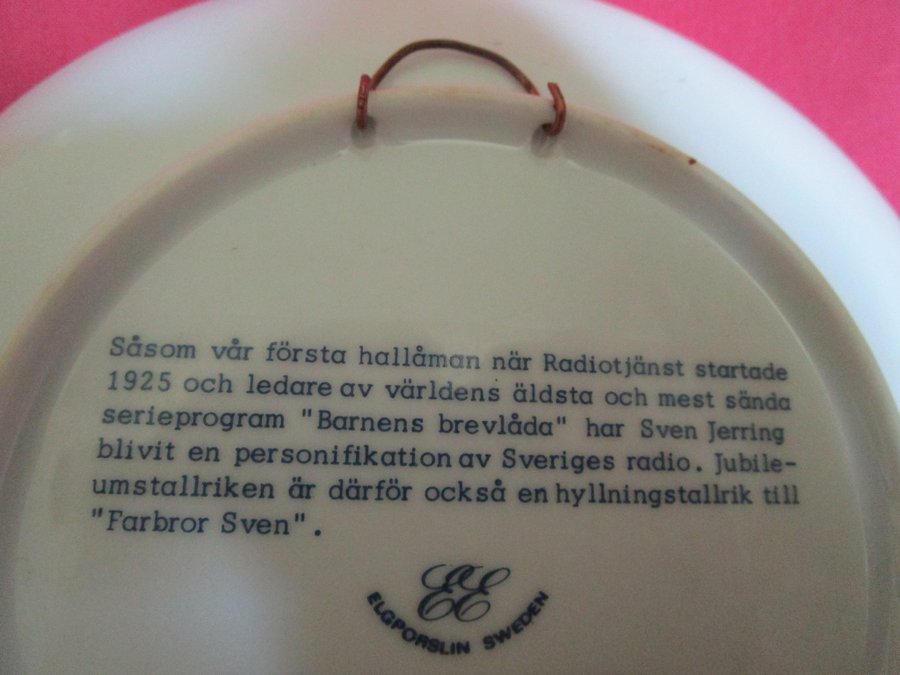 Såsom vår första hallåman när Radiotjänst startade
1925 och ledare av världens äldsta och mest sända
serieprogram "Barnens brevlåda" har Sven Jerring
blivit en personifikation av Sveriges radio. Jubile-
umstallriken är därför också en hyllningstallrik till
"Farbror Sven".
EE
ELGPORSLIN SWEDEN